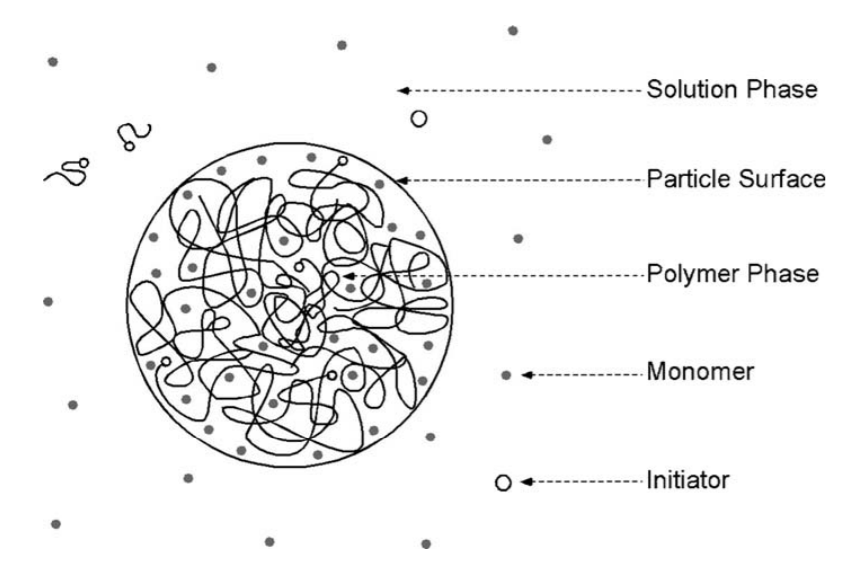 Solution Phase
Particle Surface
Polymer Phase
Monomer
Initiator